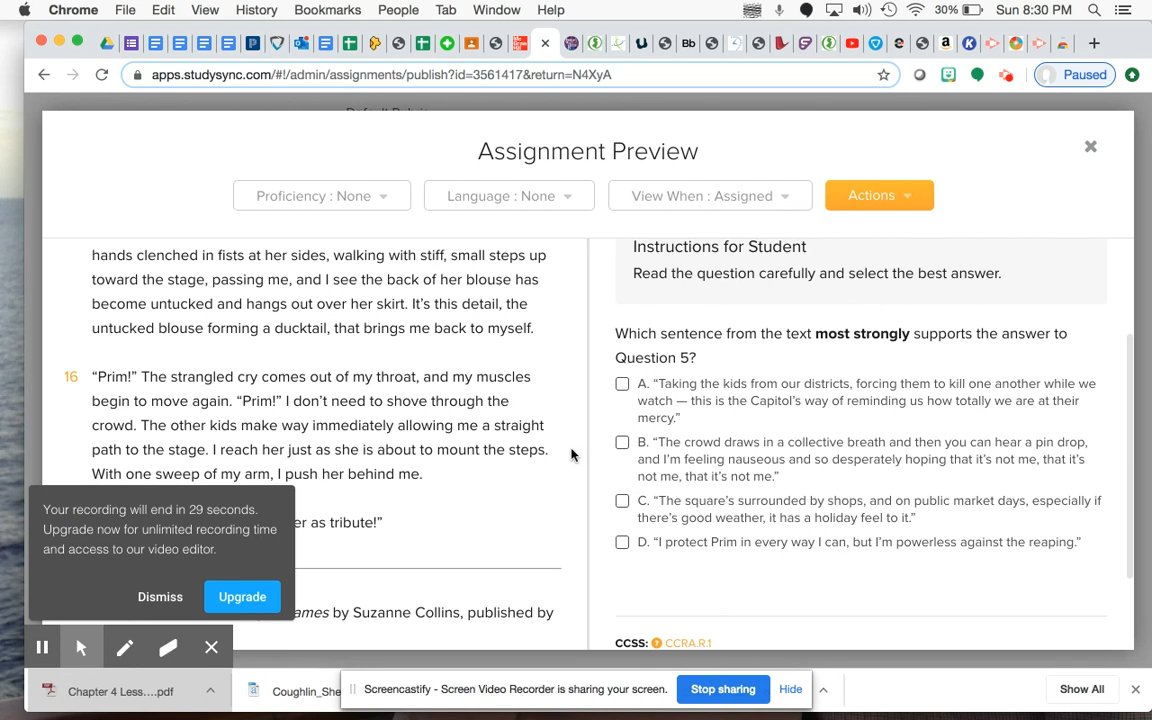 Chrome File Edit View History Bookmarks People Tab Window Help 30% Sun 8:30 PM
Bb a K
apps.studysync.com/#!/admin/assignments/publish?id=3561417&return=N4XyA Paused
Assignment Preview
Proficiency : None Language : None View When : Assigned Actions
hands clenched in fists at her sides, walking with stiff, small steps up
toward the stage, passing me, and I see the back of her blouse has
become untucked and hangs out over her skirt. It's this detail, the
untucked blouse forming a ducktail, that brings me back to myself.
16 “Prim!” The strangled cry comes out of my throat, and my muscles
begin to move again. “Prim!” I don't need to shove through the
crowd. The other kids make way immediately allowing me a straight
path to the stage. I reach her just as she is about to mount the steps.
With one sweep of my arm, I push her behind me.
er as tribute!”
ames by Suzanne Collins, published by
Instructions for Student
Read the question carefully and select the best answer.
Which sentence from the text most strongly supports the answer to
Question 5?
A. “Taking the kids from our districts, forcing them to kill one another while we
watch — this is the Capitol's way of reminding us how totally we are at their
mercy.”
B. “The crowd draws in a collective breath and then you can hear a pin drop,
and I'm feeling nauseous and so desperately hoping that it's not me, that it's
not me, that it's not me.”
C. “The square's surrounded by shops, and on public market days, especially if
there's good weather, it has a holiday feel to it.”
D. “I protect Prim in every way I can, but I'm powerless against the reaping.”
CCSS: CCRA.R.1
Your recording will end in 29 seconds.
Upgrade now for unlimited recording time
and access to our video editor.
Dismiss Upgrade
Chapter 4 Less....pdf Coughlin_She Screencastify - Screen Video Recorder is sharing your screen. Stop sharing Hide Show All